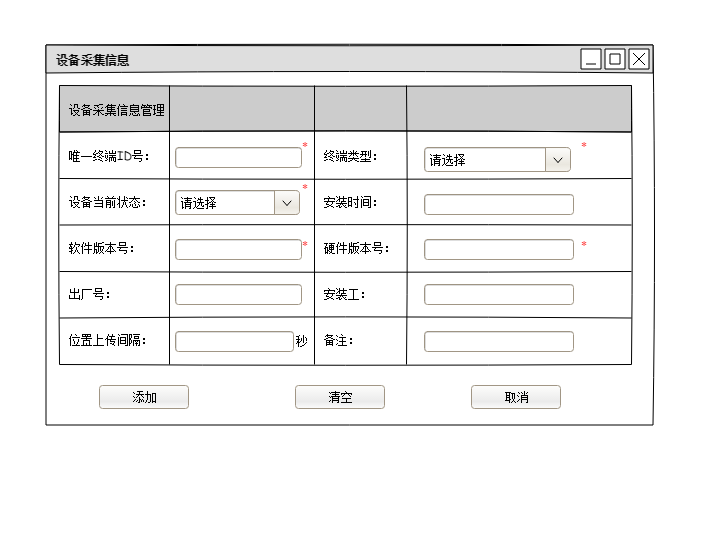 设备采集信息
设备采集信息管理
唯一终端ID号： * 终端类型： 请选择 *
设备当前状态： 请选择 * 安装时间：
软件版本号： * 硬件版本号： *
出厂号： 安装工：
位置上传间隔： 秒 备注：
添加 清空 取消